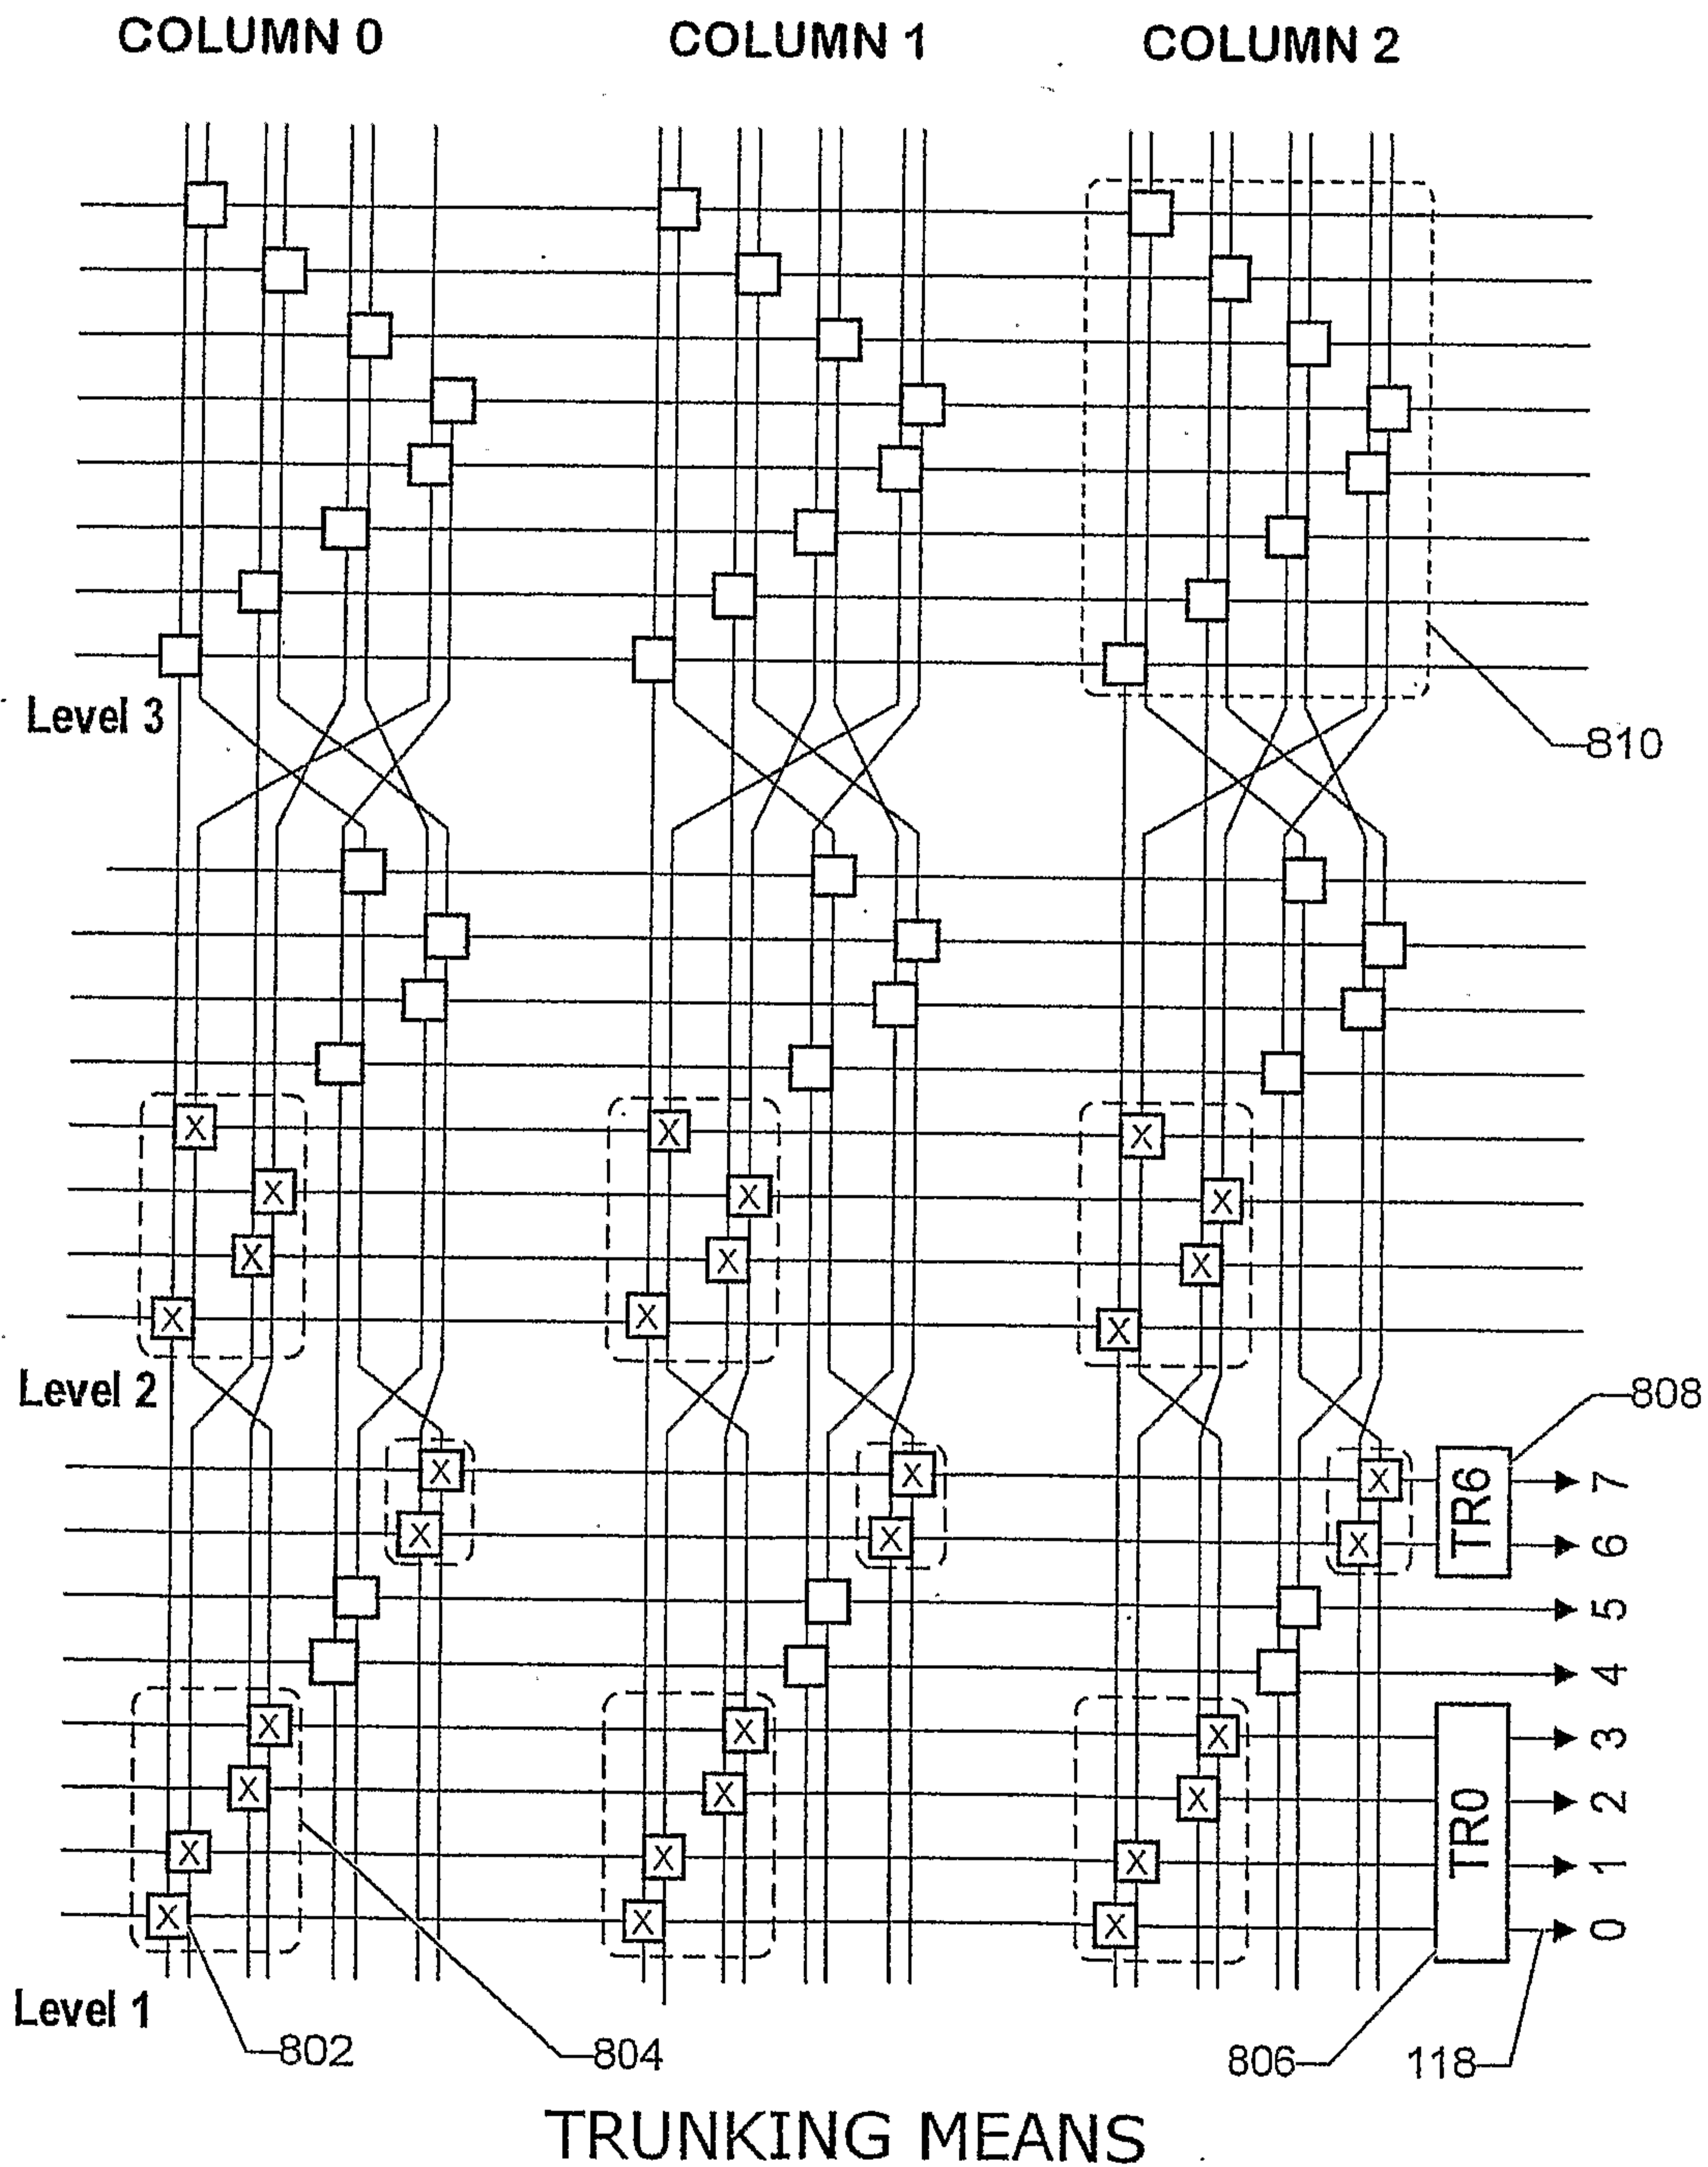 COLUMN 0 COLUMN 1 COLUMN 2
Level 3
810
X X X
X X X
X X X
X X X
Level 2
808
X X X
X X X
TR6
7
6
5
4
X X X
X X X
X X X
X X X
TR0
3
2
1
0
Level 1
802 804 806 118
TRUNKING MEANS